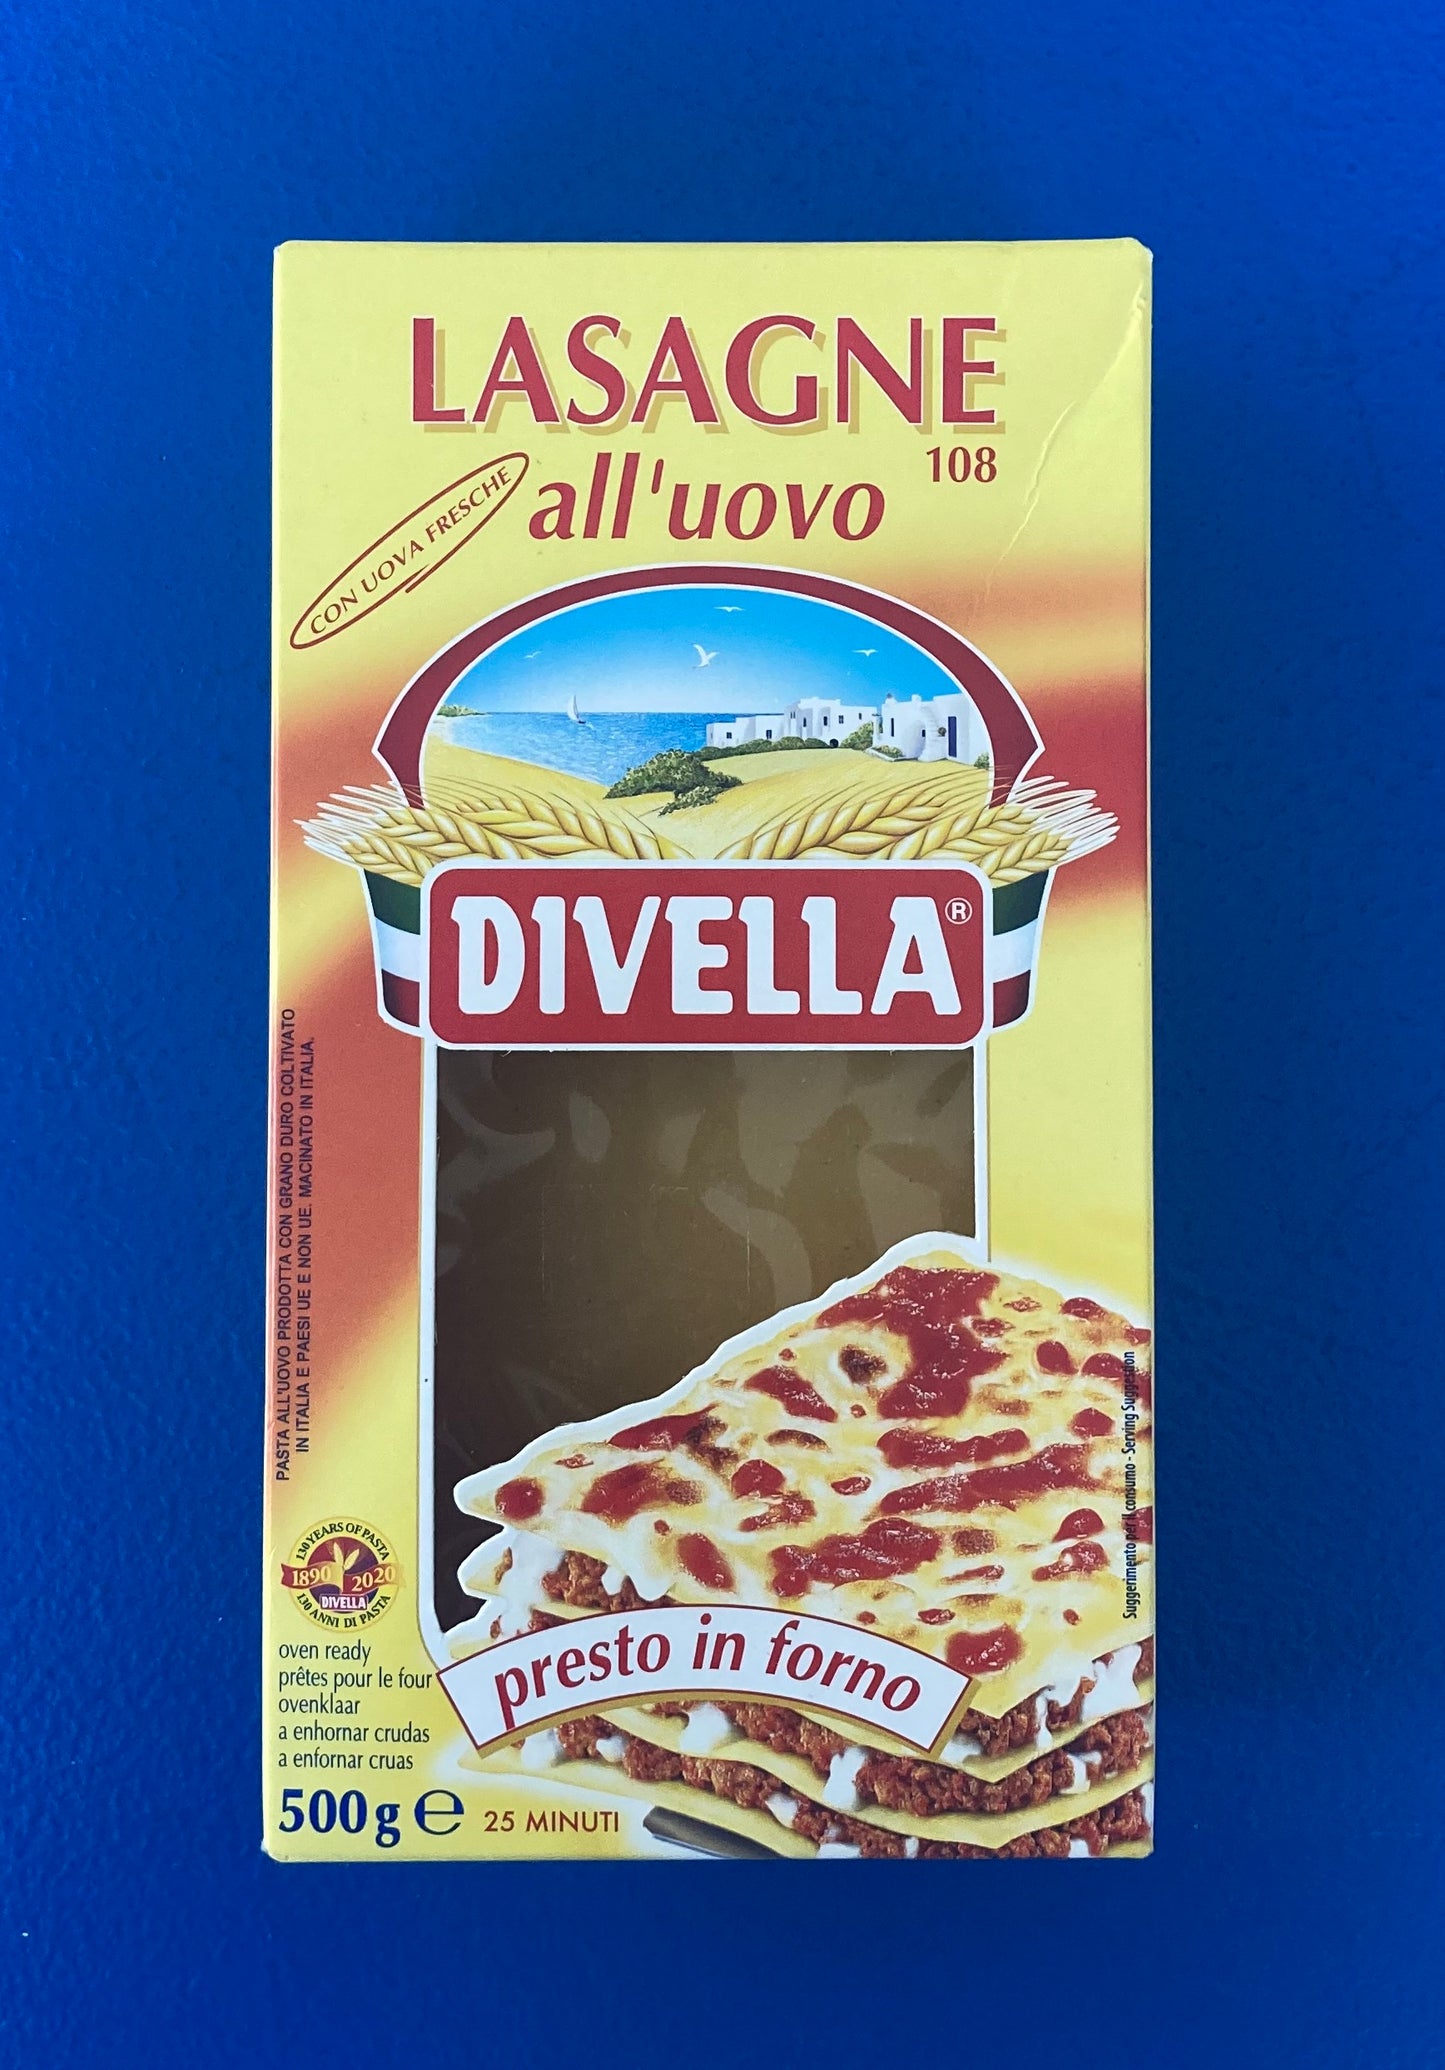 LASAGNE
all'uovo
108
CON UOVA FRESCHE
DIVELLA®
PASTA ALL'UOVO PRODOTTA CON GRANO DURO COLTIVATO
IN ITALIA E PAESI UE E NON UE. MACINATO IN ITALIA.
Suggerimento per il consumo - Serving Suggestion
130 YEARS OF PASTA
1890 2020
DIVELLA
130 ANNI DI PASTA
presto in forno
oven ready
prêtes pour le four
ovenklaar
a enhornar crudas
a enfornar cruas
500g ℮ 25 MINUTI